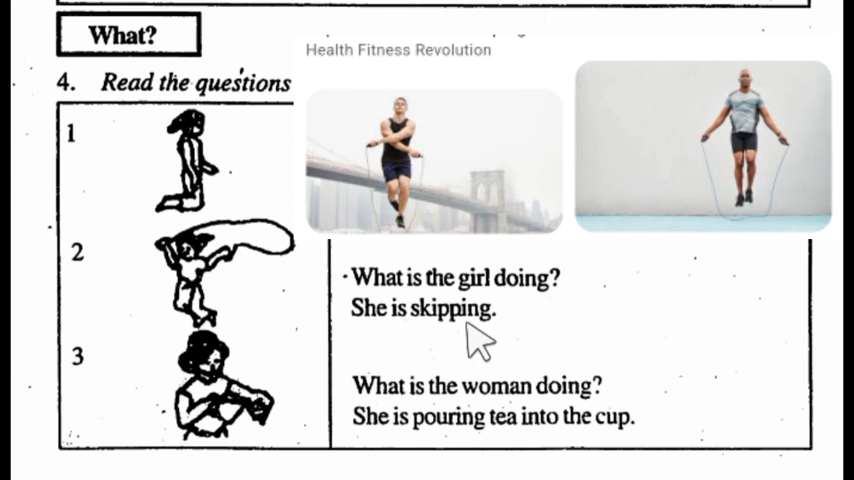 What?
Health Fitness Revolution
4. Read the questions
1
2
What is the girl doing?
She is skipping.
3
What is the woman doing?
She is pouring tea into the cup.